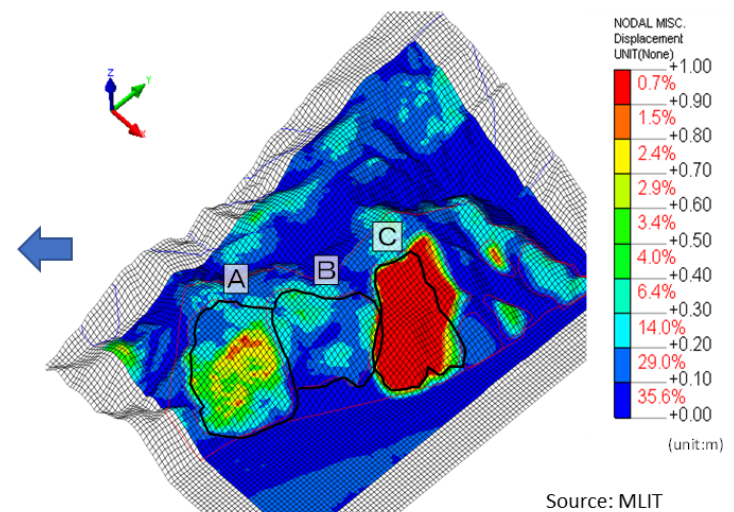 NODAL MISC.
Displacement
UNIT(None)
+1.00
0.7%
+0.90
1.5%
+0.80
2.4%
+0.70
2.9%
+0.60
3.4%
+0.50
4.0%
+0.40
6.4%
+0.30
14.0%
+0.20
29.0%
+0.10
35.6%
+0.00
(unit:m)
Z
Y
X
A
B
C
Source: MLIT